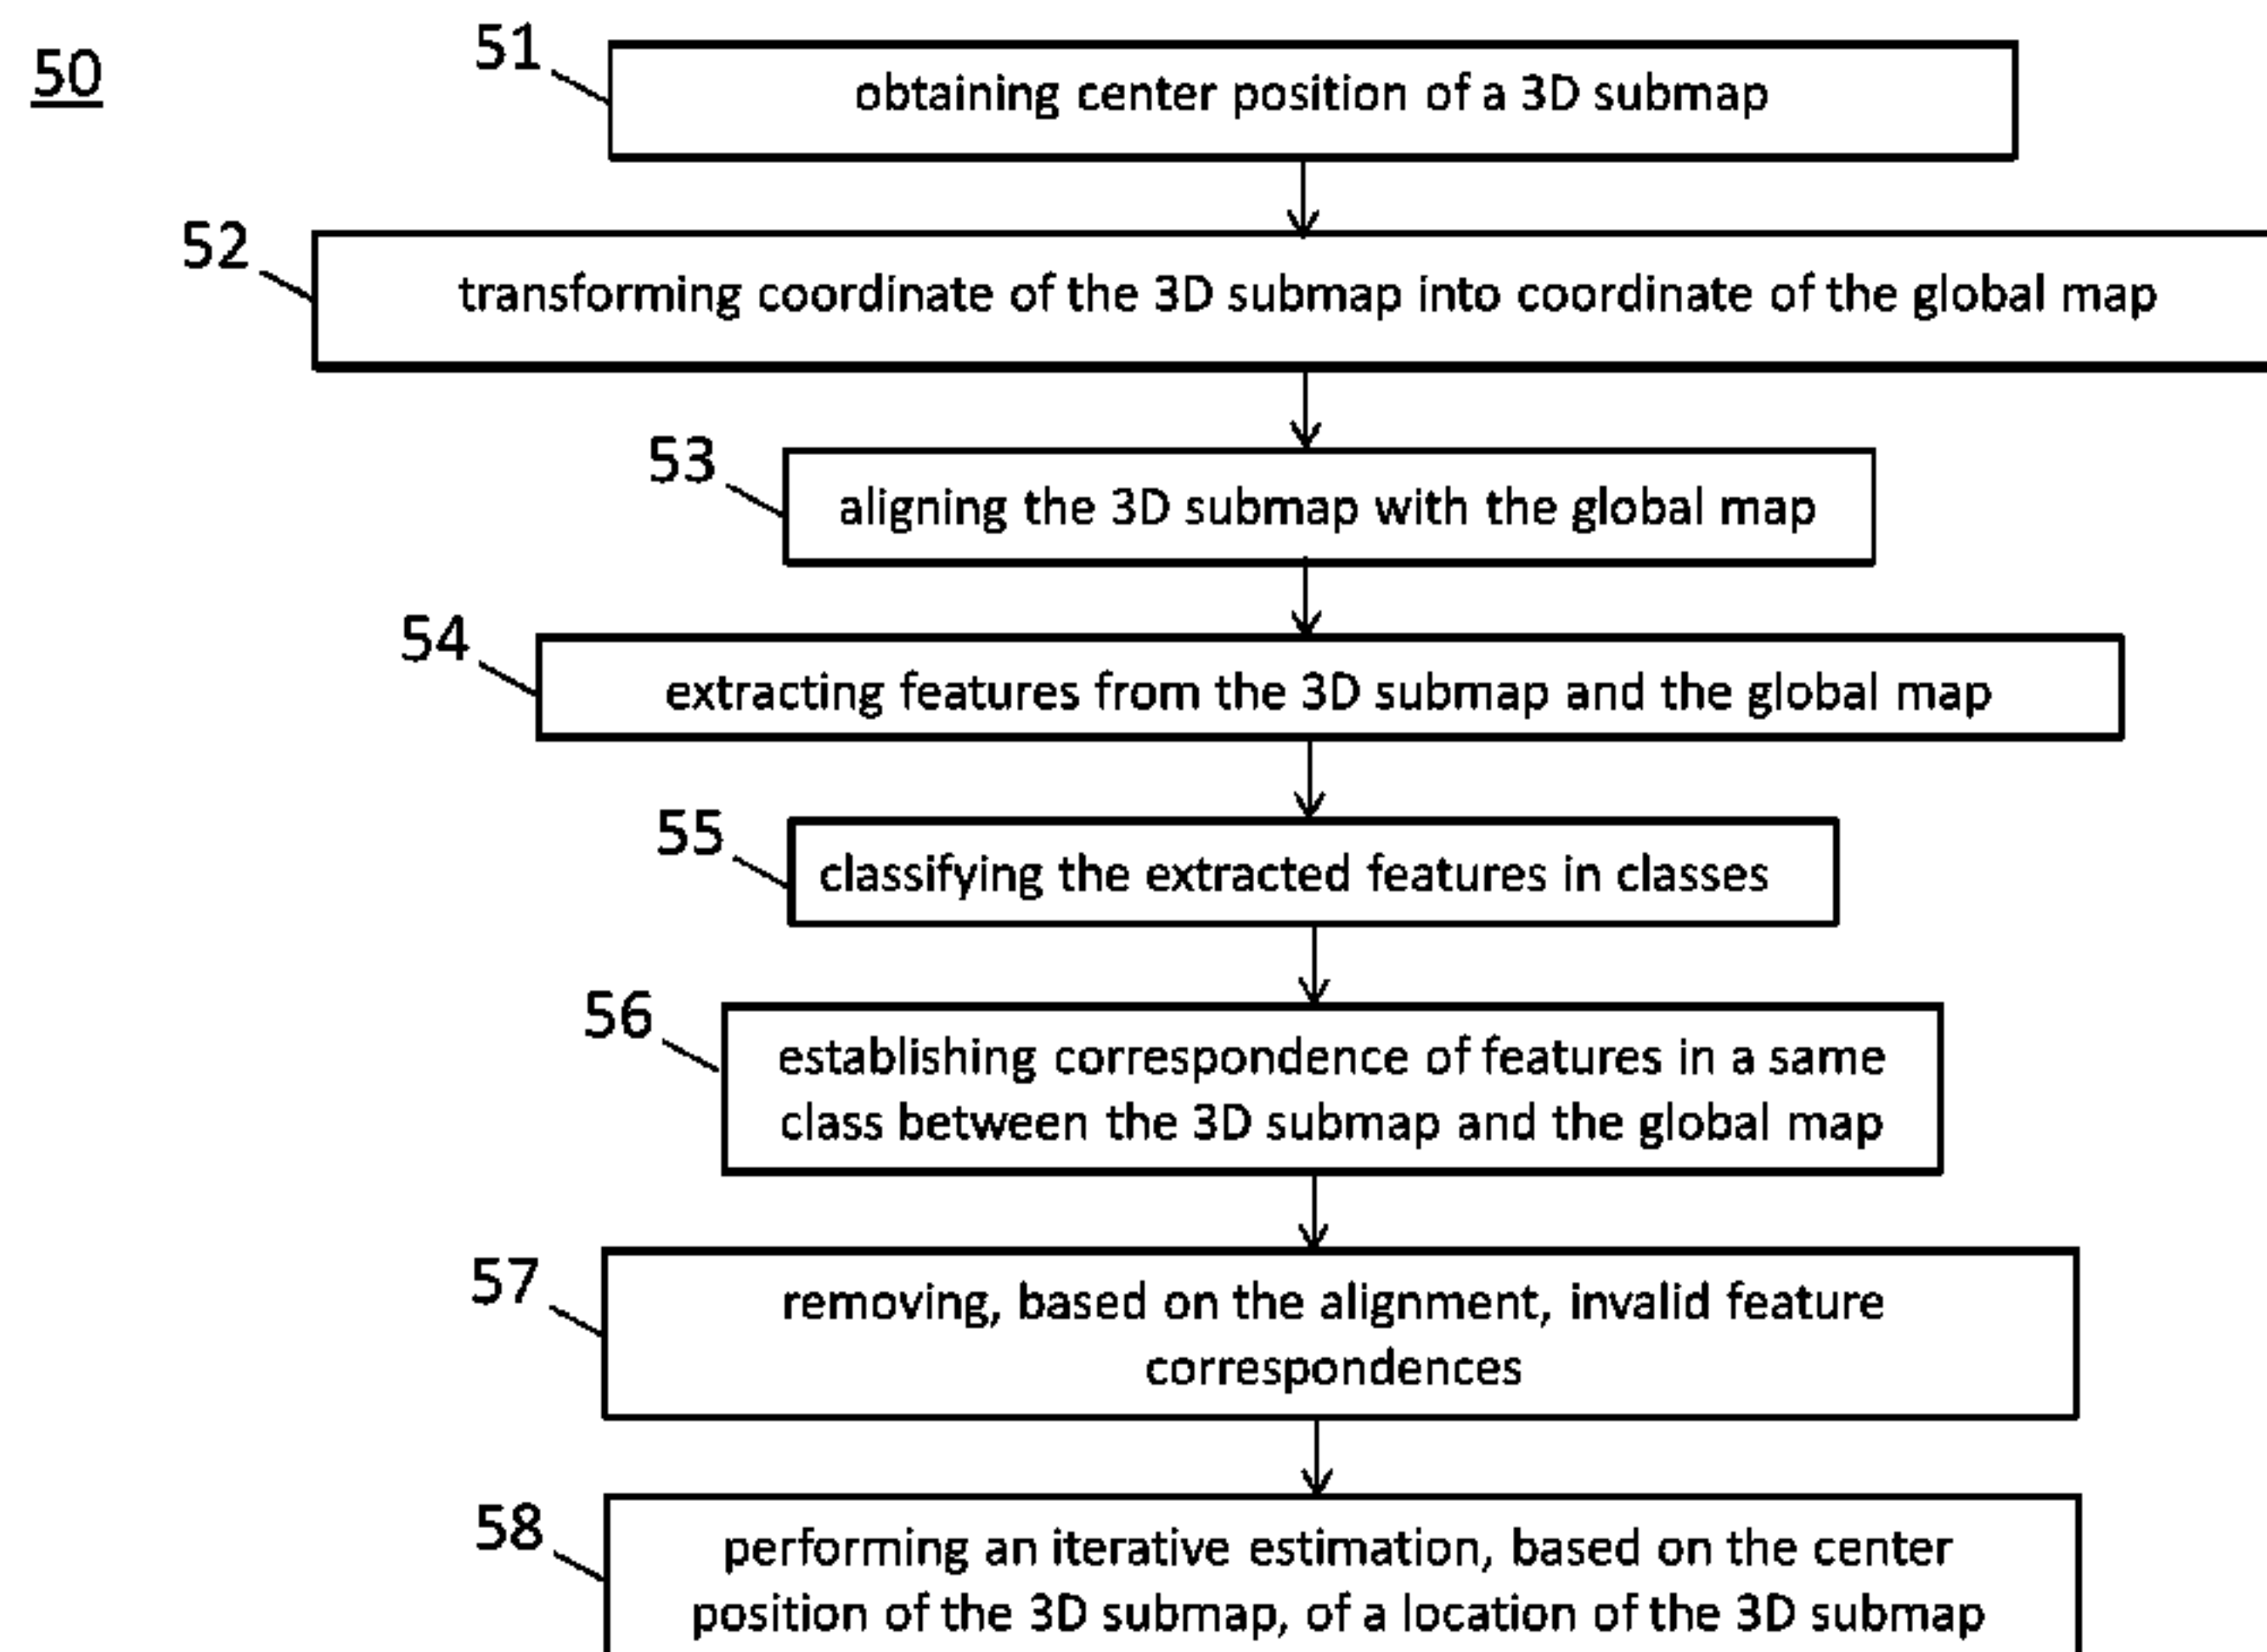 50
51
obtaining center position of a 3D submap
52
transforming coordinate of the 3D submap into coordinate of the global map
53
aligning the 3D submap with the global map
54
extracting features from the 3D submap and the global map
55
classifying the extracted features in classes
56
establishing correspondence of features in a same
class between the 3D submap and the global map
57
removing, based on the alignment, invalid feature
correspondences
58
performing an iterative estimation, based on the center
position of the 3D submap, of a location of the 3D submap